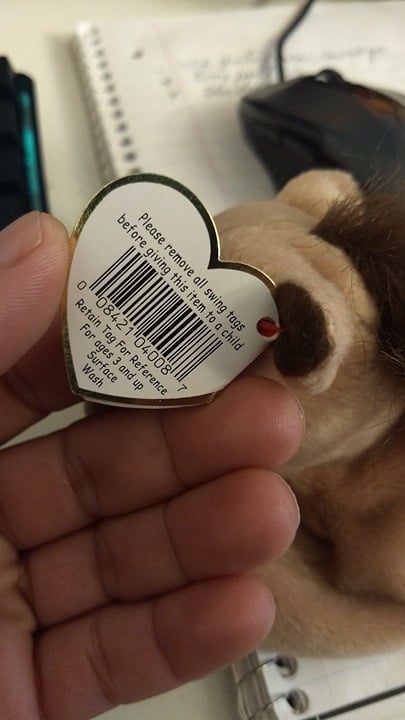 Please remove all swing tags
before giving this item to a child
0 08421 04008 7
Retain Tag For Reference
For ages 3 and up
Surface
Wash